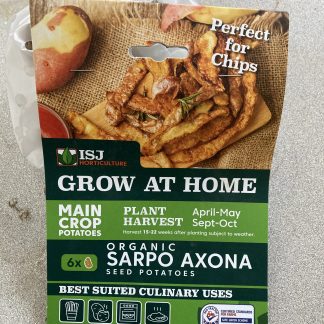 Perfect
for
Chips
ISJ
HORTICULTURE
GROW AT HOME
MAIN
CROP
POTATOES
PLANT April-May
HARVEST Sept-Oct
Harvest 15-22 weeks after planting subject to weather.
6x
ORGANIC
SARPO AXONA
SEED POTATOES
BEST SUITED CULINARY USES